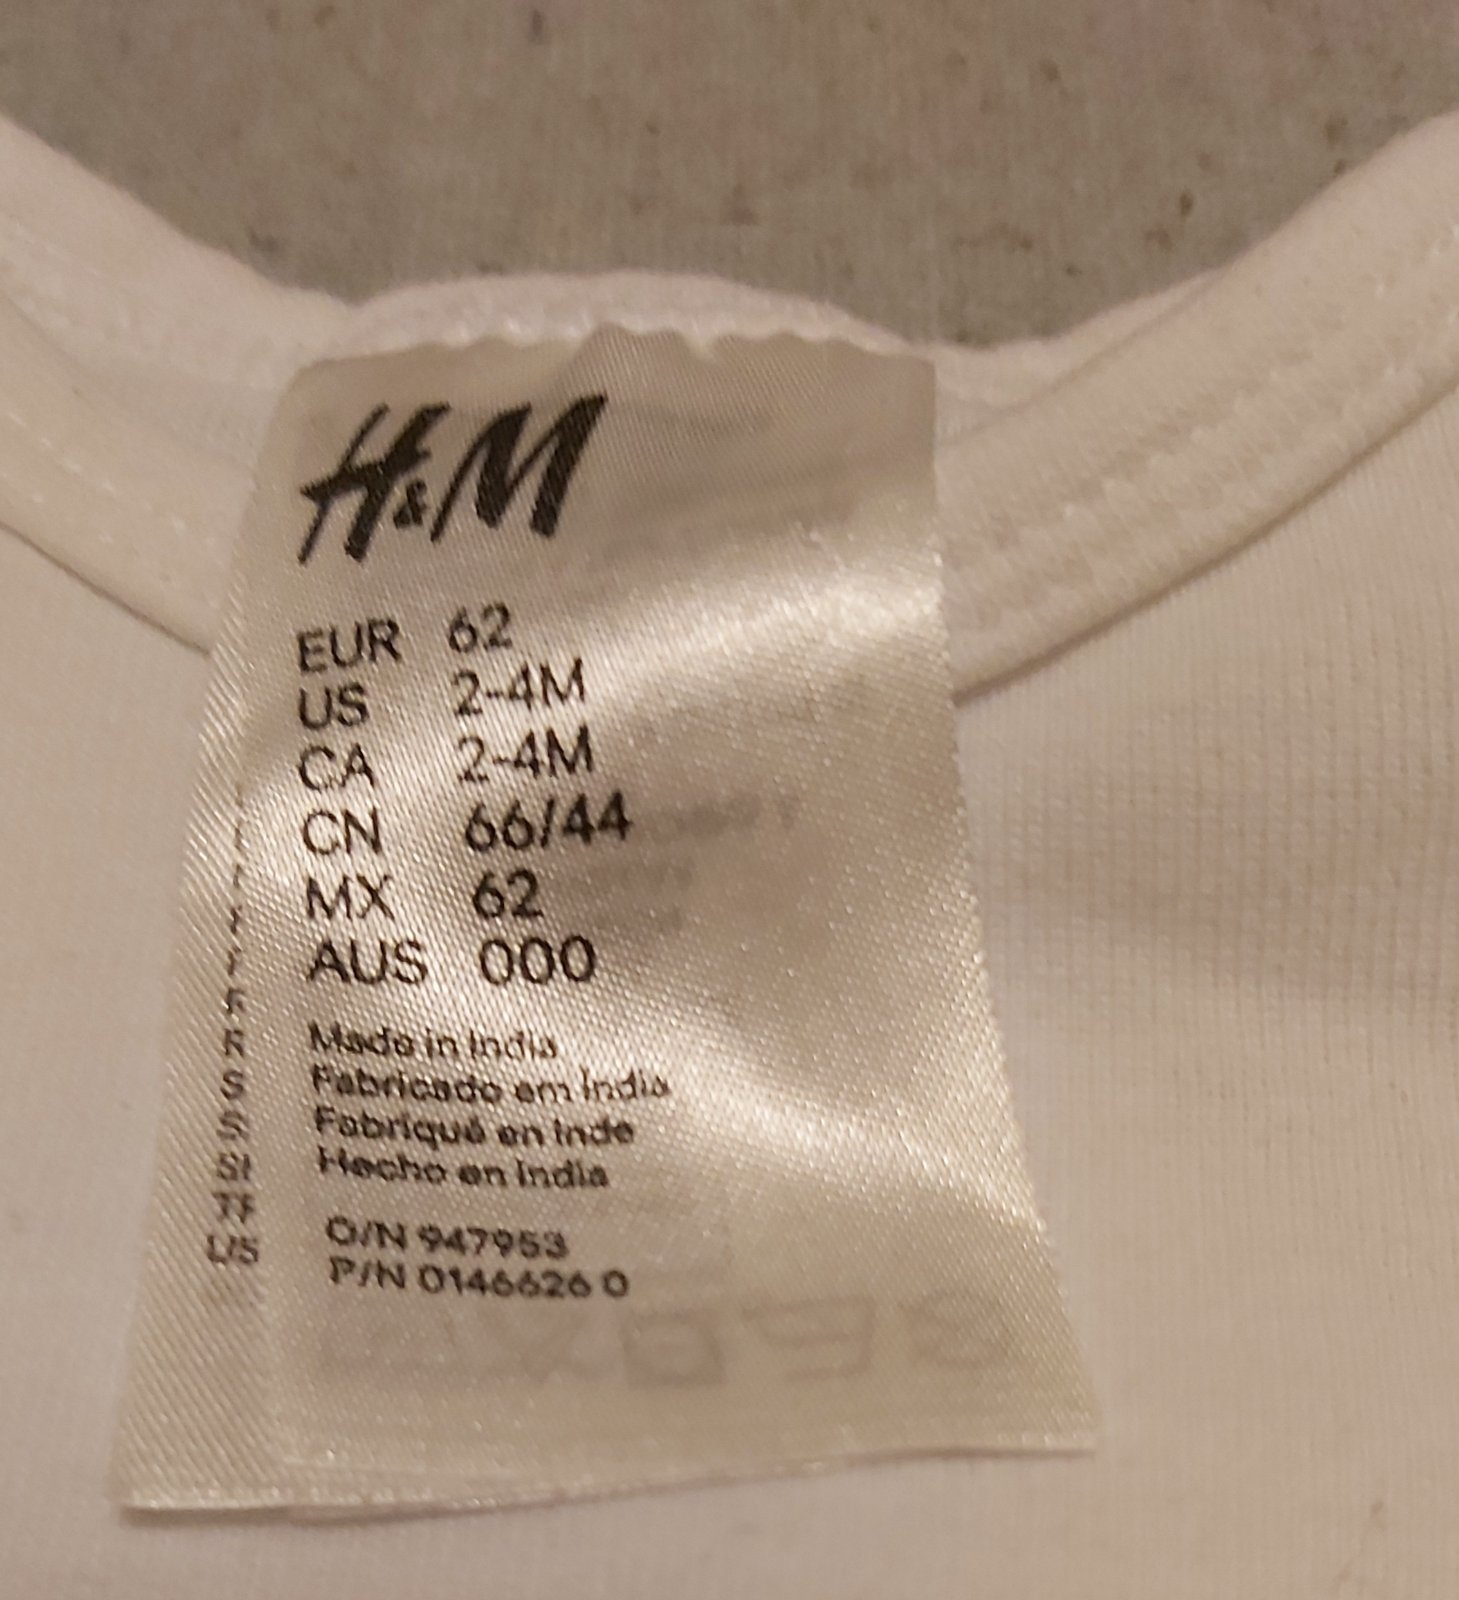 H&M
EUR 62
US 2-4M
CA 2-4M
CN 66/44
MX 62
AUS 000
Made in India
Fabricado em Índia
Fabriqué en Inde
Hecho en India
O/N 947953
P/N 0146626 0